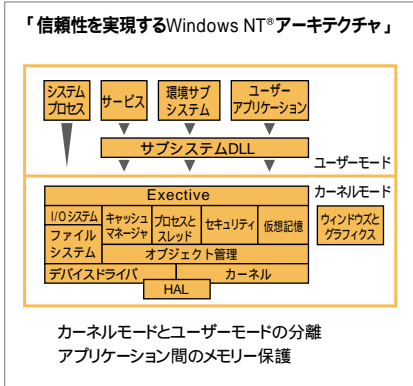 「信頼性を実現するWindows NT®アーキテクチャ」
システム
プロセス
サービス
環境サブ
システム
ユーザー
アプリケーション
サブシステムDLL
ユーザーモード
カーネルモード
Exective
I/Oシステム
ファイル
システム
キャッシュ
マネージャ
プロセスと
スレッド
セキュリティ
仮想記憶
ウィンドウズと
グラフィクス
オブジェクト管理
デバイスドライバ
カーネル
HAL
カーネルモードとユーザーモードの分離
アプリケーション間のメモリー保護